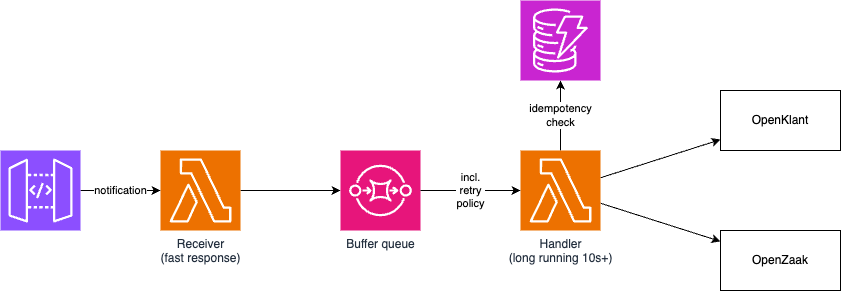 idempotency
check
OpenKlant
notification
incl.
retry
policy
Receiver
(fast response)
Buffer queue
Handler
(long running 10s+)
OpenZaak